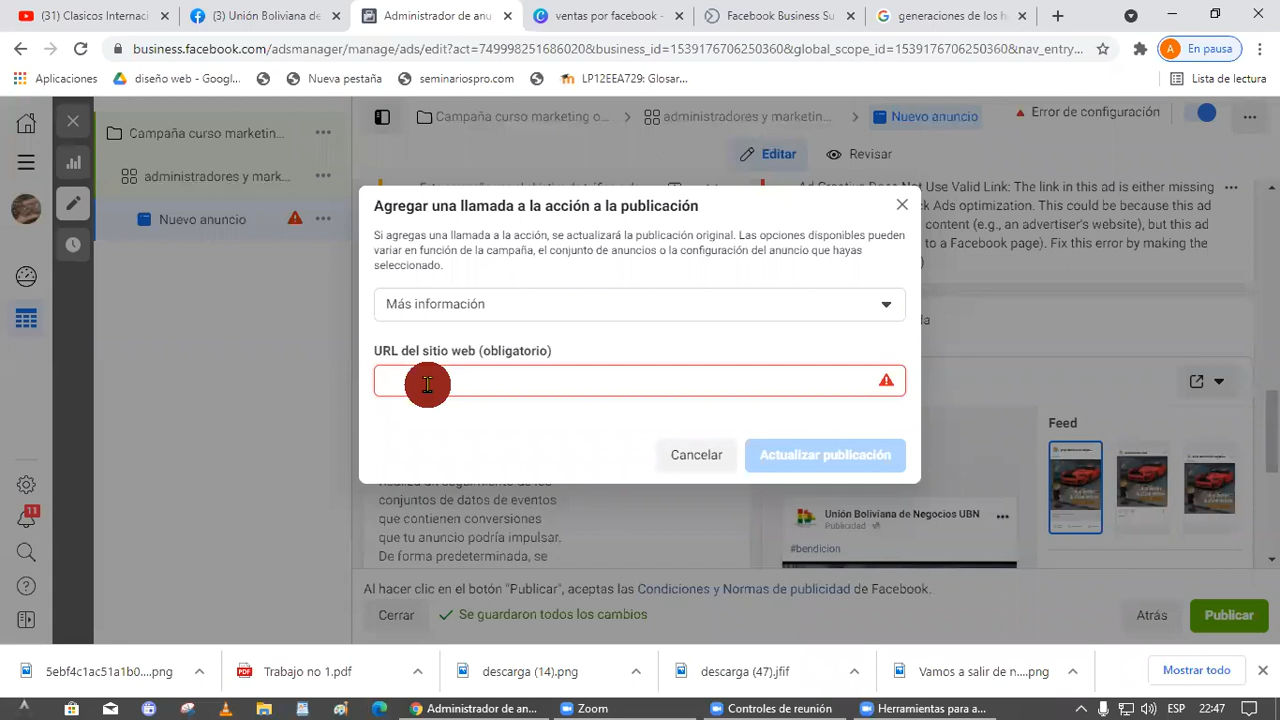 (31) Clasicos Internaci
(3) Unión Boliviana de
Administrador de anu
ventas por facebook -
Facebook Business Su
generaciones de los h
business.facebook.com/adsmanager/manage/ads/edit?act=749998251686020&business_id=1539176706250360&global_scope_id=1539176706250360&nav_entry...
A En pausa
Aplicaciones
diseño web - Googl...
Nueva pestaña
seminariospro.com
LP12EEA729: Glosar...
Lista de lectura
Campaña curso marketin...
administradores y mark...
Nuevo anuncio
11
Campaña curso marketing o...
administradores y marketin...
Nuevo anuncio
Error de configuración
Editar
Revisar
Ad Creative Does Not Use Valid Link: The link in this ad is either missing
ck Ads optimization. This could be because this ad
content (e.g., an advertiser's website), but this ad
to a Facebook page). Fix this error by making the
Agregar una llamada a la acción a la publicación
Si agregas una llamada a la acción, se actualizará la publicación original. Las opciones disponibles pueden
variar en función de la campaña, el conjunto de anuncios o la configuración del anuncio que hayas
seleccionado.
Más información
URL del sitio web (obligatorio)
Cancelar
Actualizar publicación
Feed
conjuntos de datos de eventos
que contienen conversiones
que tu anuncio podría impulsar.
De forma predeterminada, se
Unión Boliviana de Negocios UBN
Publicidad
#bendicion
Al hacer clic en el botón "Publicar", aceptas las Condiciones y Normas de publicidad de Facebook.
Cerrar
Se guardaron todos los cambios
Atrás
Publicar
5ebf4c1ac51a1b0....png
Trabajo no 1.pdf
descarga (14).png
descarga (47).jfif
Vamos a salir de n....png
Mostrar todo
Administrador de an...
Zoom
Controles de reunión
Herramientas para a...
ESP
22:47